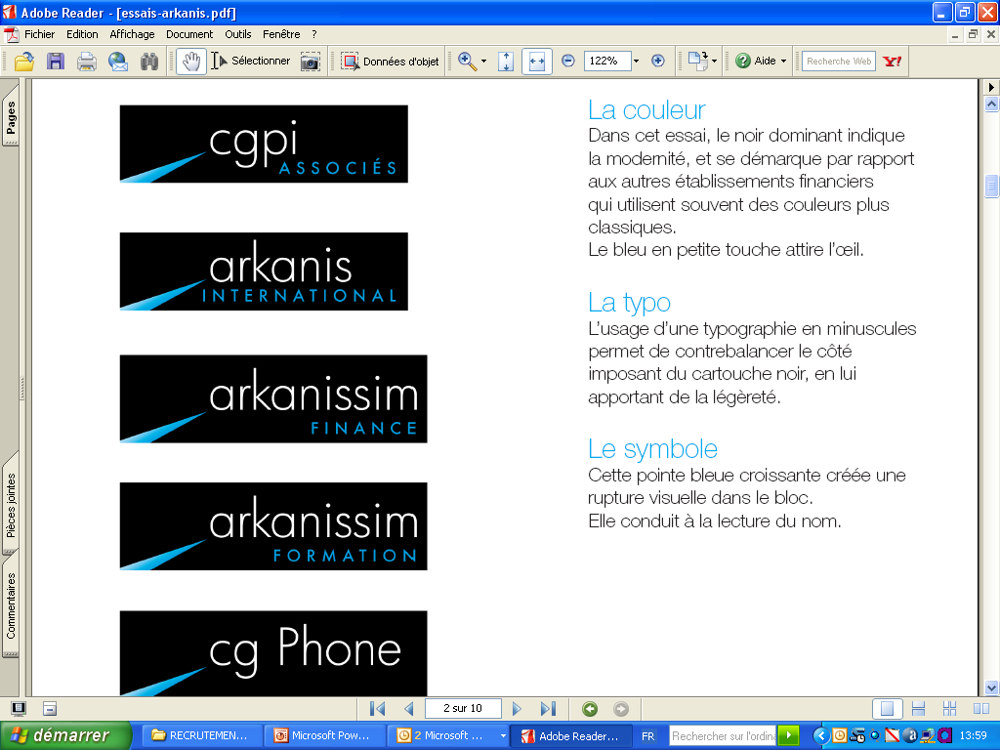 Adobe Reader - [essais-arkanis.pdf]
Fichier Edition Affichage Document Outils Fenêtre ?
Sélectionner Données d'objet 122% Aide Recherche Web Y!
Pages
Pièces jointes
Commentaires
cgpi
ASSOCIÉS
arkanis
INTERNATIONAL
arkanissim
FINANCE
arkanissim
FORMATION
cg Phone
La couleur
Dans cet essai, le noir dominant indique
la modernité, et se démarque par rapport
aux autres établissements financiers
qui utilisent souvent des couleurs plus
classiques.
Le bleu en petite touche attire l'œil.
La typo
L'usage d'une typographie en minuscules
permet de contrebalancer le côté
imposant du cartouche noir, en lui
apportant de la légèreté.
Le symbole
Cette pointe bleue croissante créée une
rupture visuelle dans le bloc.
Elle conduit à la lecture du nom.
2 sur 10
démarrer RECRUTEMEN... Microsoft Pow... 2 Microsoft ... Adobe Reader... FR Rechercher sur l'ordina 13:59